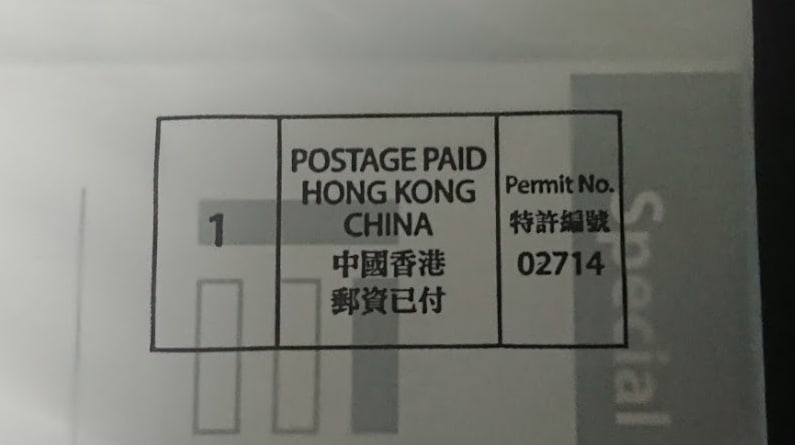 1
POSTAGE PAID
HONG KONG
CHINA
中國香港
郵資已付
Permit No.
特許編號
02714
Special